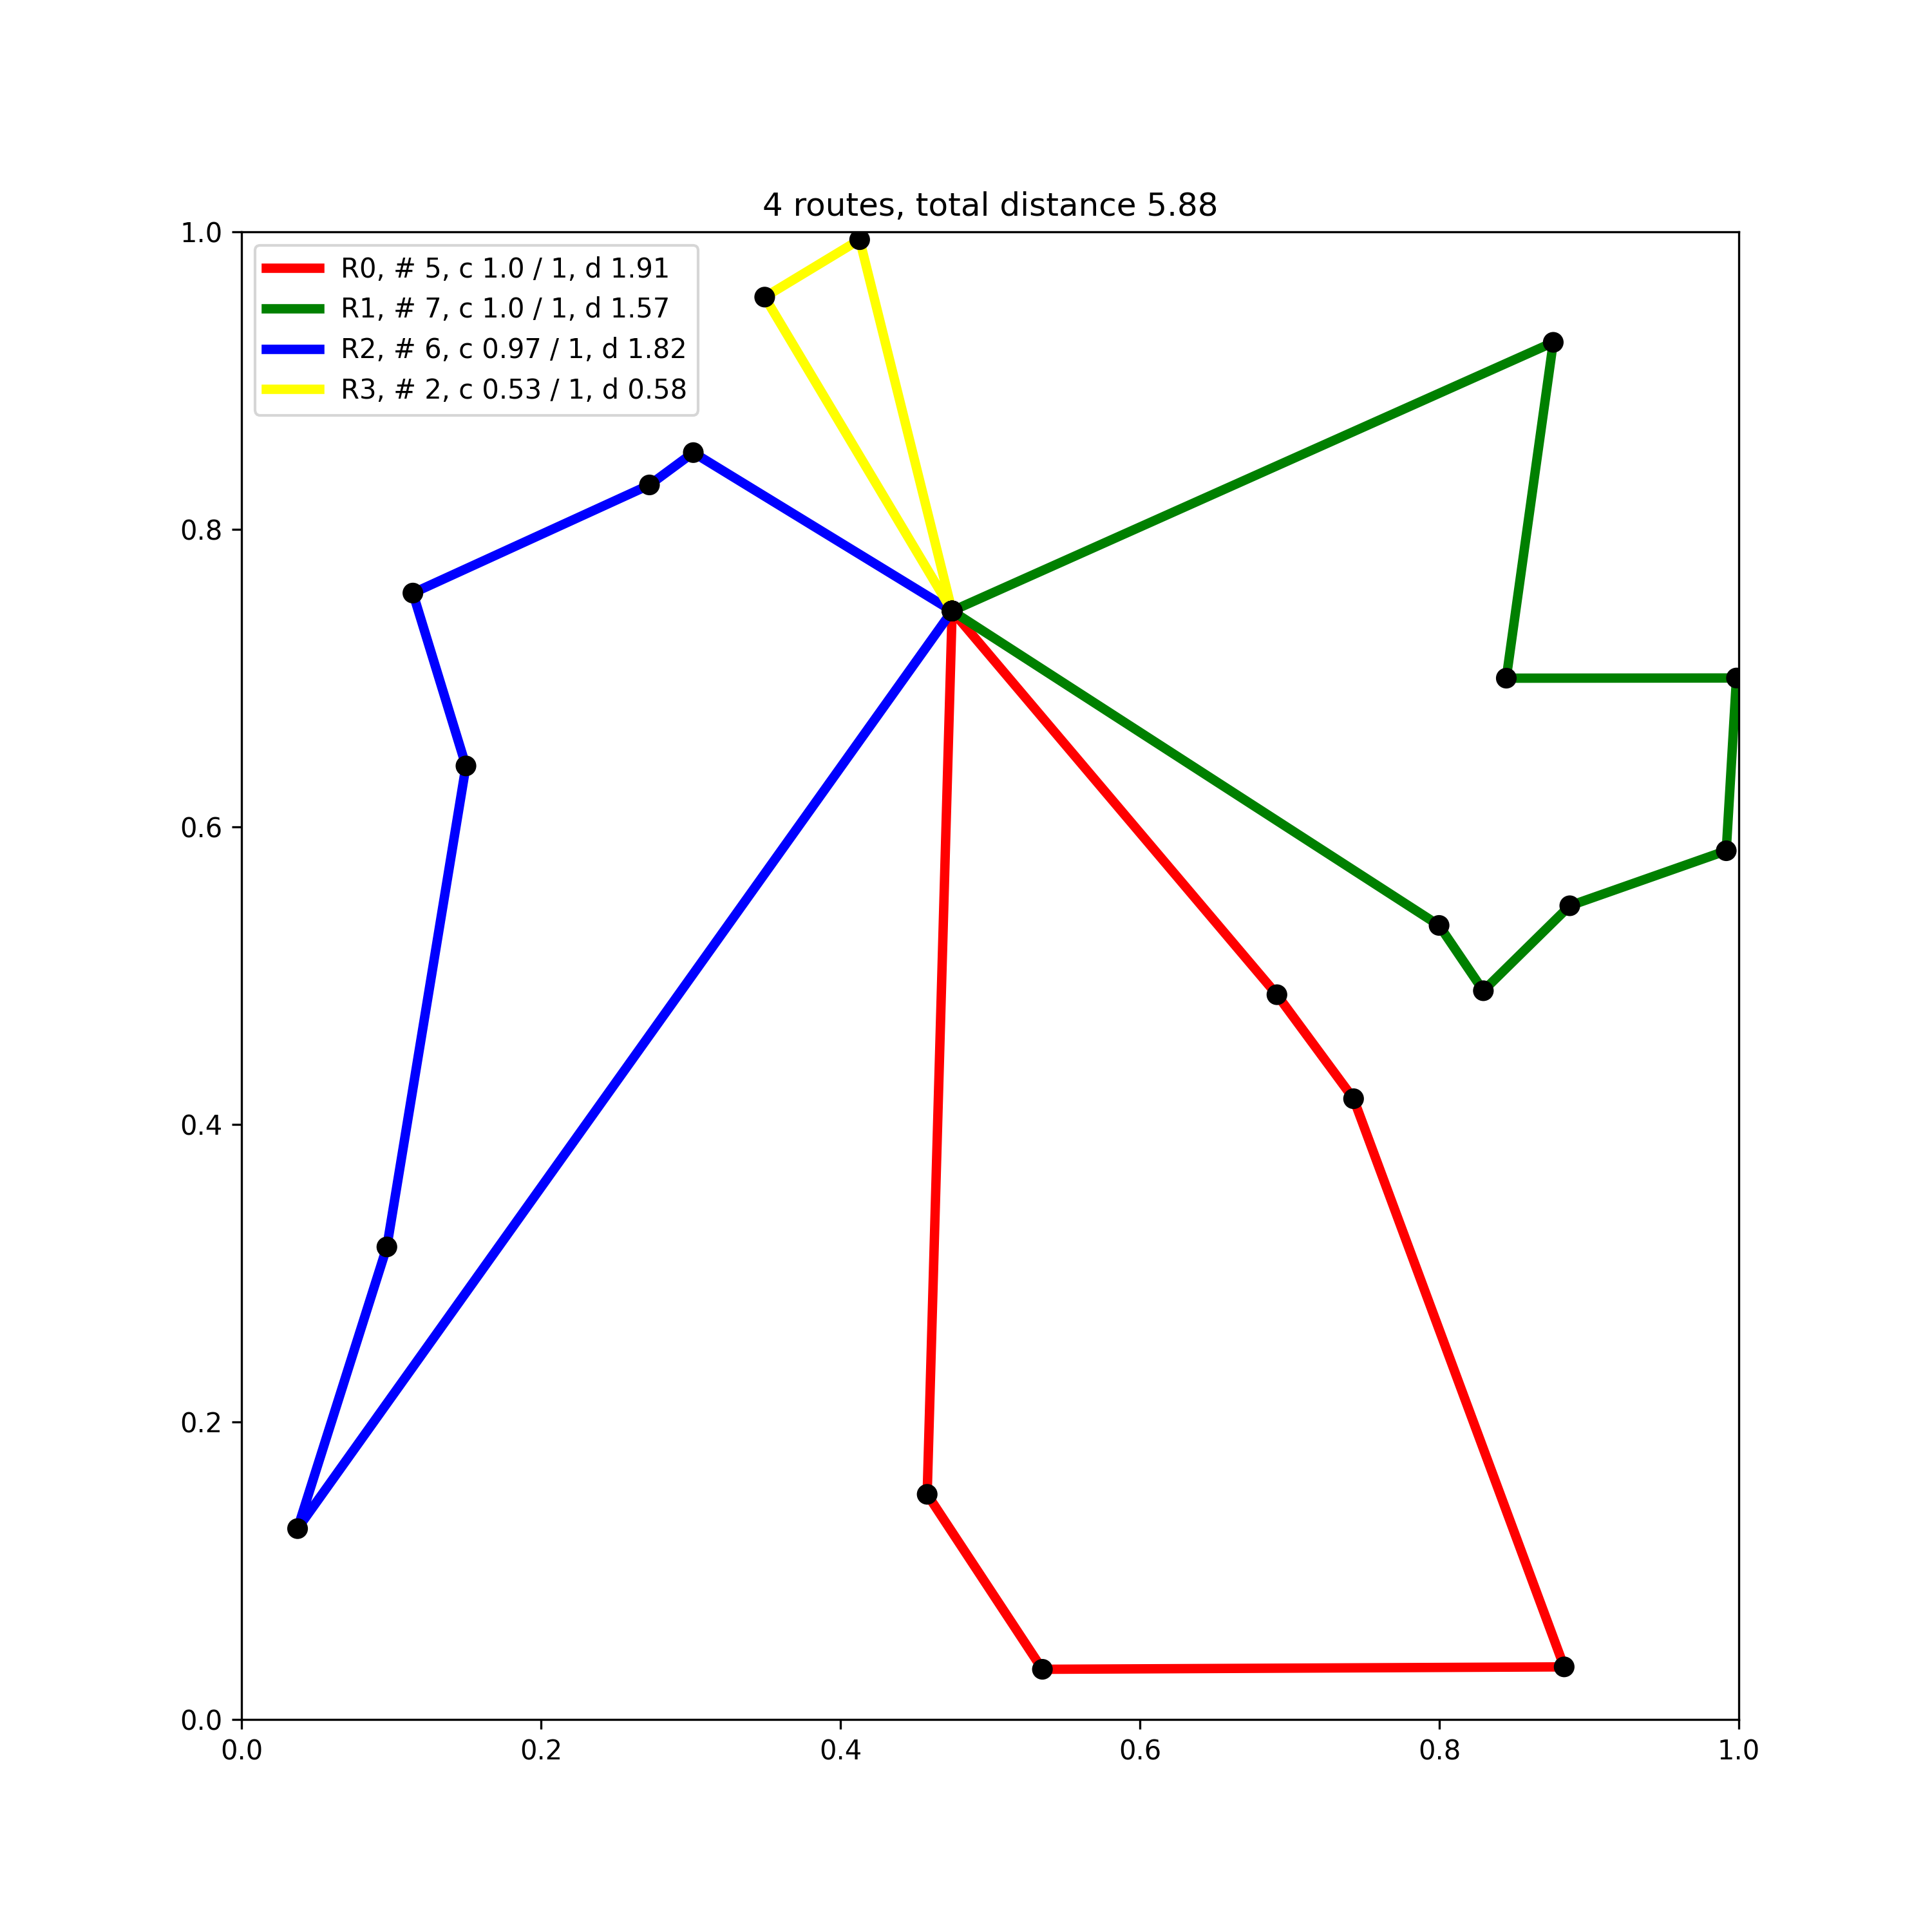 4 routes, total distance 5.88
R0, # 5, c 1.0 / 1, d 1.91
R1, # 7, c 1.0 / 1, d 1.57
R2, # 6, c 0.97 / 1, d 1.82
R3, # 2, c 0.53 / 1, d 0.58
1.0
0.8
0.6
0.4
0.2
0.0
0.0 0.2 0.4 0.6 0.8 1.0